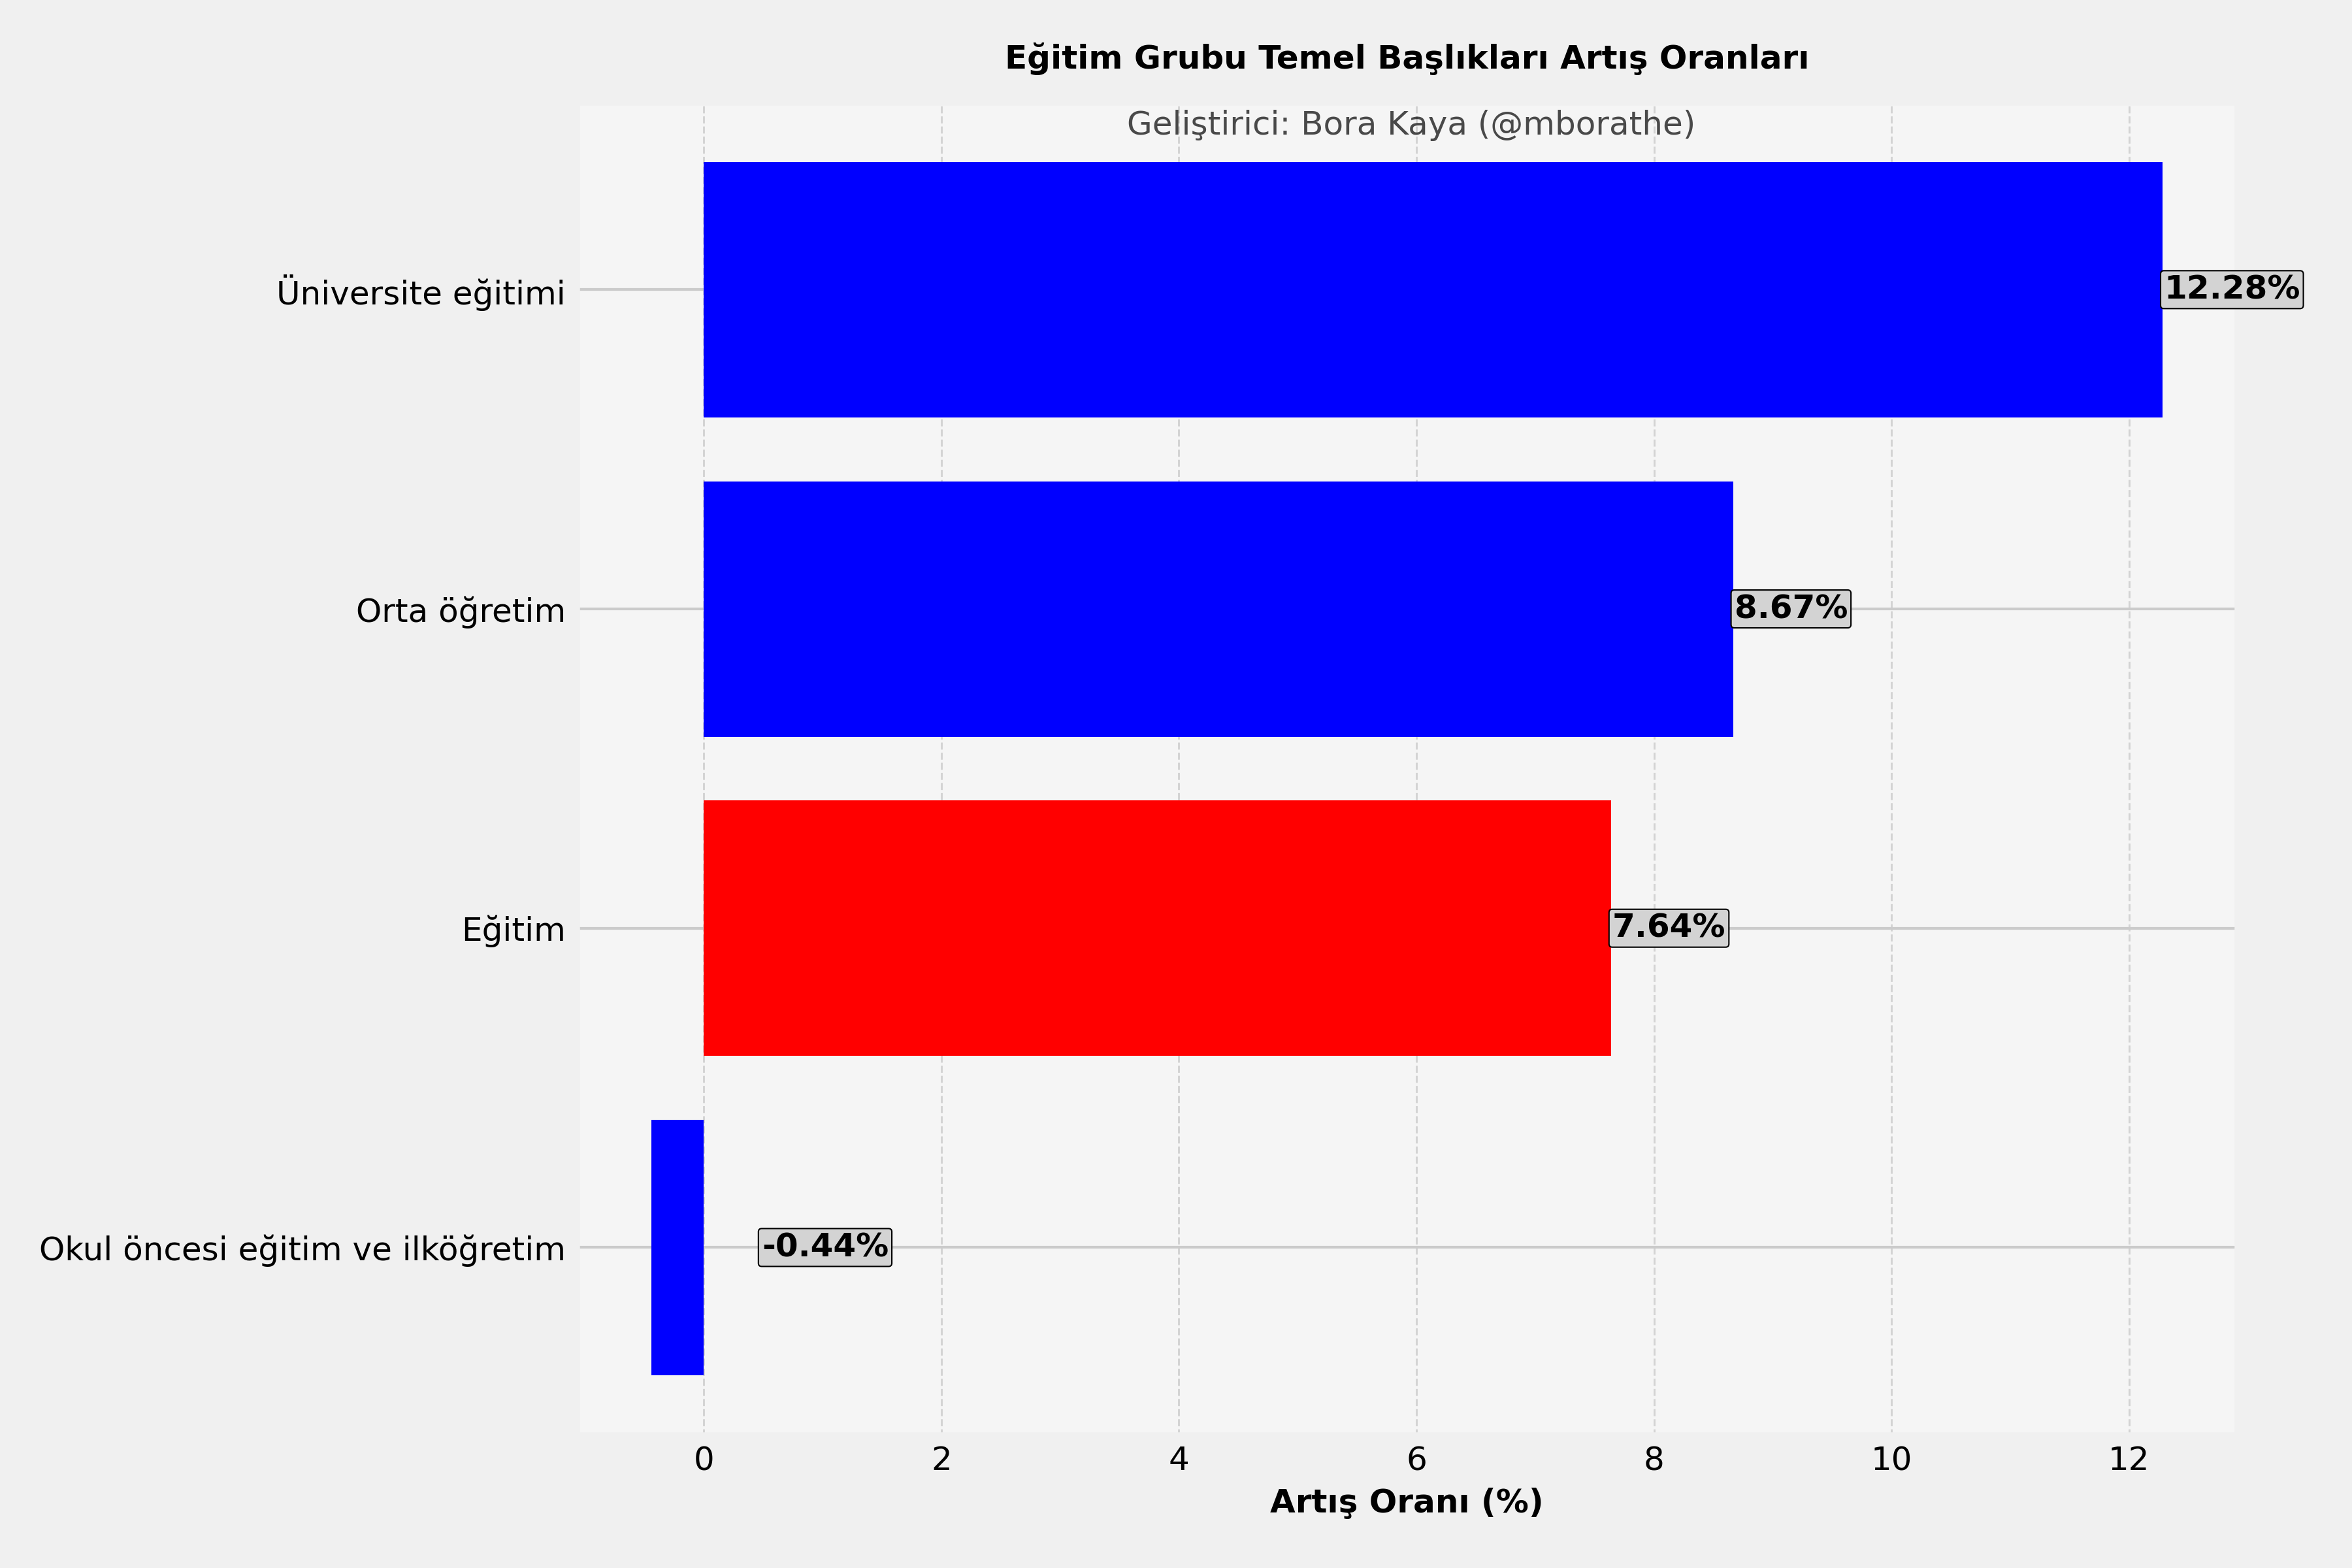 Eğitim Grubu Temel Başlıkları Artış Oranları
Geliştirici: Bora Kaya (@mborathe)
Üniversite eğitimi
12.28%
Orta öğretim
8.67%
Eğitim
7.64%
Okul öncesi eğitim ve ilköğretim
-0.44%
0 2 4 6 8 10 12
Artış Oranı (%)